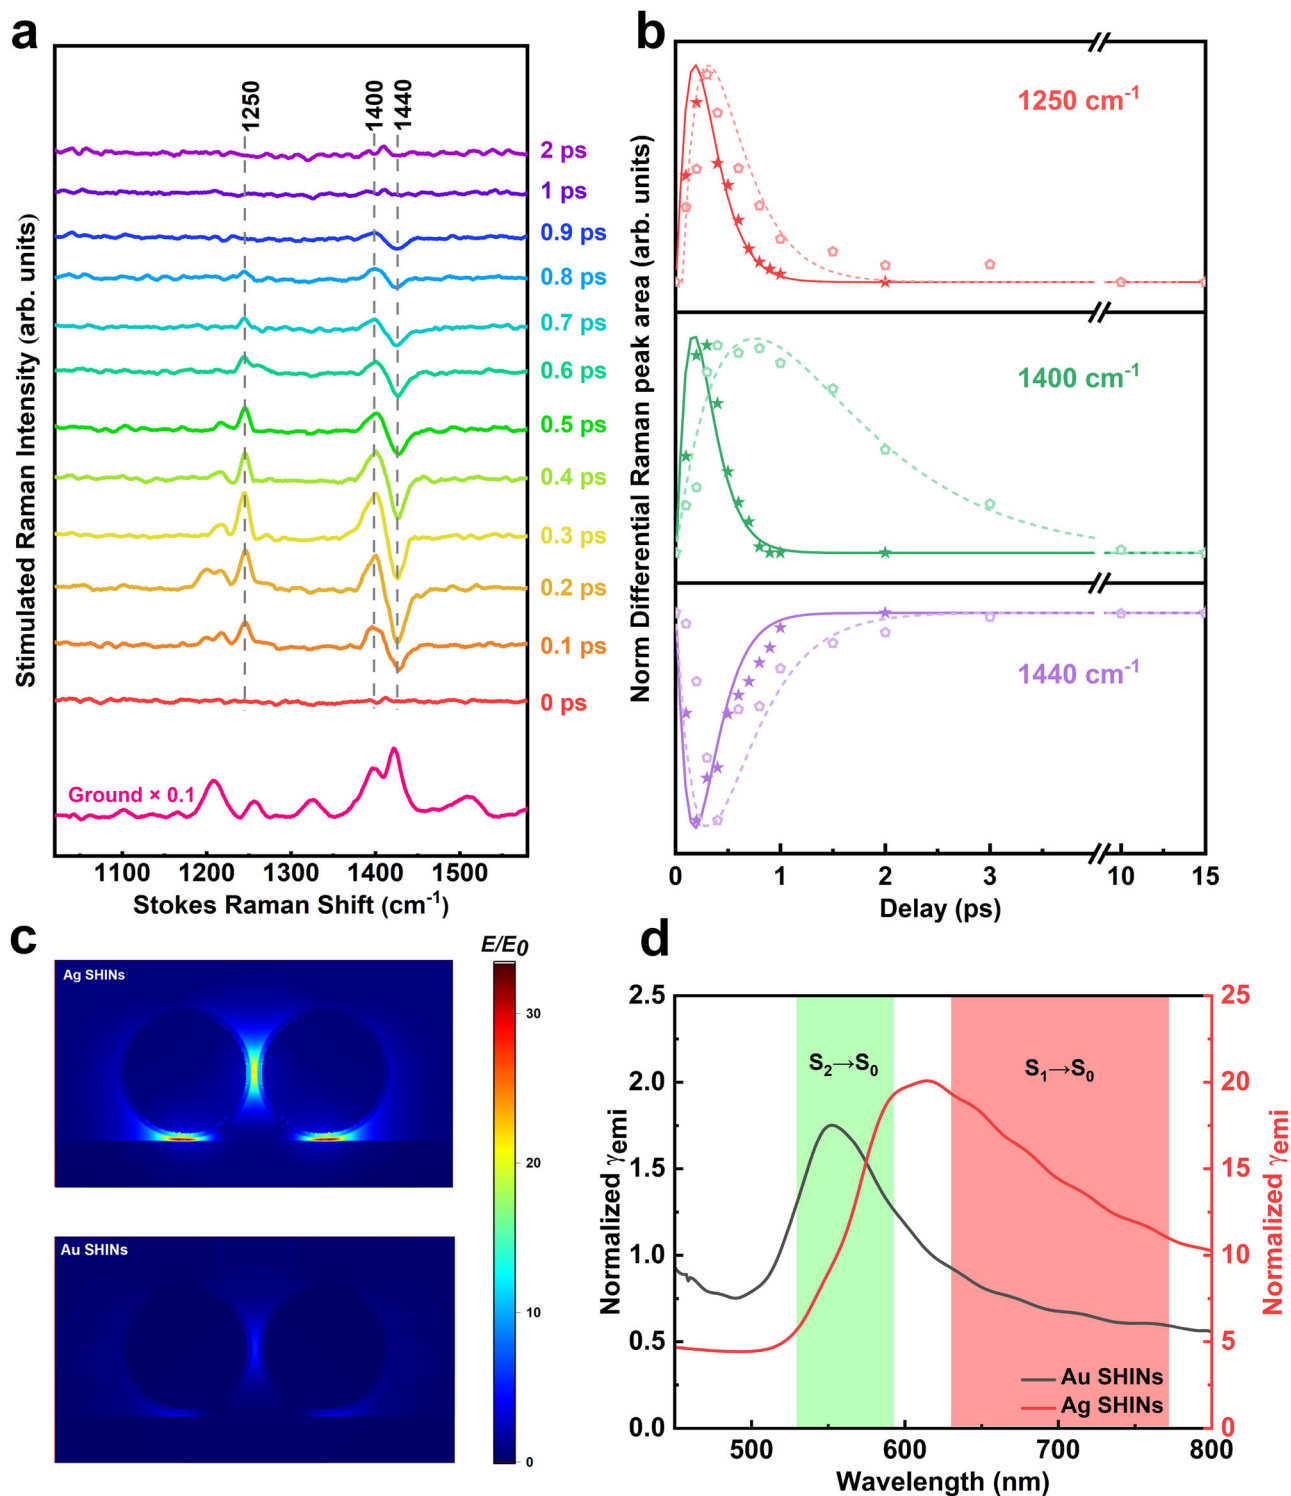 a
Stimulated Raman Intensity (arb. units)
1250
1400
1440
2 ps
1 ps
0.9 ps
0.8 ps
0.7 ps
0.6 ps
0.5 ps
0.4 ps
0.3 ps
0.2 ps
0.1 ps
0 ps
Ground × 0.1
1100 1200 1300 1400 1500
Stokes Raman Shift (cm⁻¹)
b
Norm Differential Raman peak area (arb. units)
1250 cm⁻¹
1400 cm⁻¹
1440 cm⁻¹
0 1 2 3 10 15
Delay (ps)
c
E/E₀
Ag SHINs
30
20
10
0
Au SHINs
d
Normalized γemi
2.5
2.0
1.5
1.0
0.5
0.0
S₂→S₀
S₁→S₀
Au SHINs
Ag SHINs
25
20
15
10
5
0
Normalized γemi
500 600 700 800
Wavelength (nm)